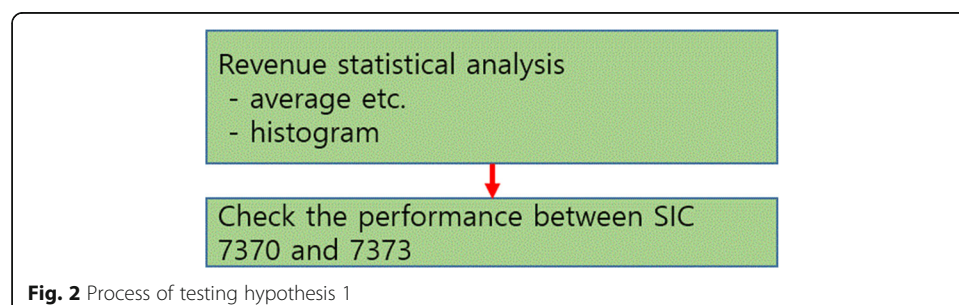 Revenue statistical analysis
- average etc.
- histogram
Check the performance between SIC
7370 and 7373
Fig. 2 Process of testing hypothesis 1